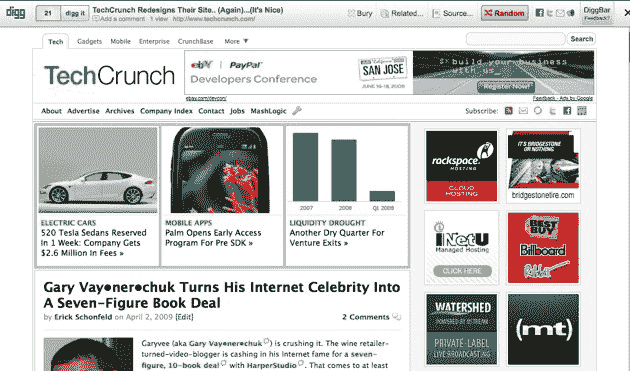 digg
21
digg it
TechCrunch Redesigns Their Site.. (Again)...(It's Nice)
Add a comment 1 view http://www.techcrunch.com/
Bury
Related...
Source...
Random
DiggBar
Feedback?
Tech
Gadgets
Mobile
Enterprise
CrunchBase
More
Search
TechCrunch
ebY
PayPal
Developers Conference
SAN JOSE
JUNE 15-16, 2009
build your business
with us_
Register Now!
ebay.com/devcon/
Feedback - Ads by Google
About Advertise Archives Company Index Contact Jobs MashLogic
Subscribe:
ELECTRIC CARS
520 Tesla Sedans Reserved
In 1 Week: Company Gets
$2.6 Million In Fees »
MOBILE APPS
Palm Opens Early Access
Program For Pre SDK »
2007 2008 Q1 2009
LIQUIDITY DROUGHT
Another Dry Quarter For
Venture Exits »
rackspace
HOSTING
CLOUD
HOSTING
IT'S BRIDGESTONE
OR NOTHING
bridgestonetire.com
iNetU
Managed Hosting
CLICK HERE
BEST BUY
Billboard
WATERSHED
POWERED BY USTREAM
PRIVATE-LABEL
LIVE BROADCASTING
(mt)
Gary Vay•ner•chuk Turns His Internet Celebrity Into
A Seven-Figure Book Deal
by Erick Schonfeld on April 2, 2009 [Edit]
2 Comments
Garyvee (aka Gary Vay•ner•chuk) is crushing it. The wine retailer-
turned-video-blogger is cashing in his Internet fame for a seven-
figure, 10-book deal with HarperStudio. That comes to at least